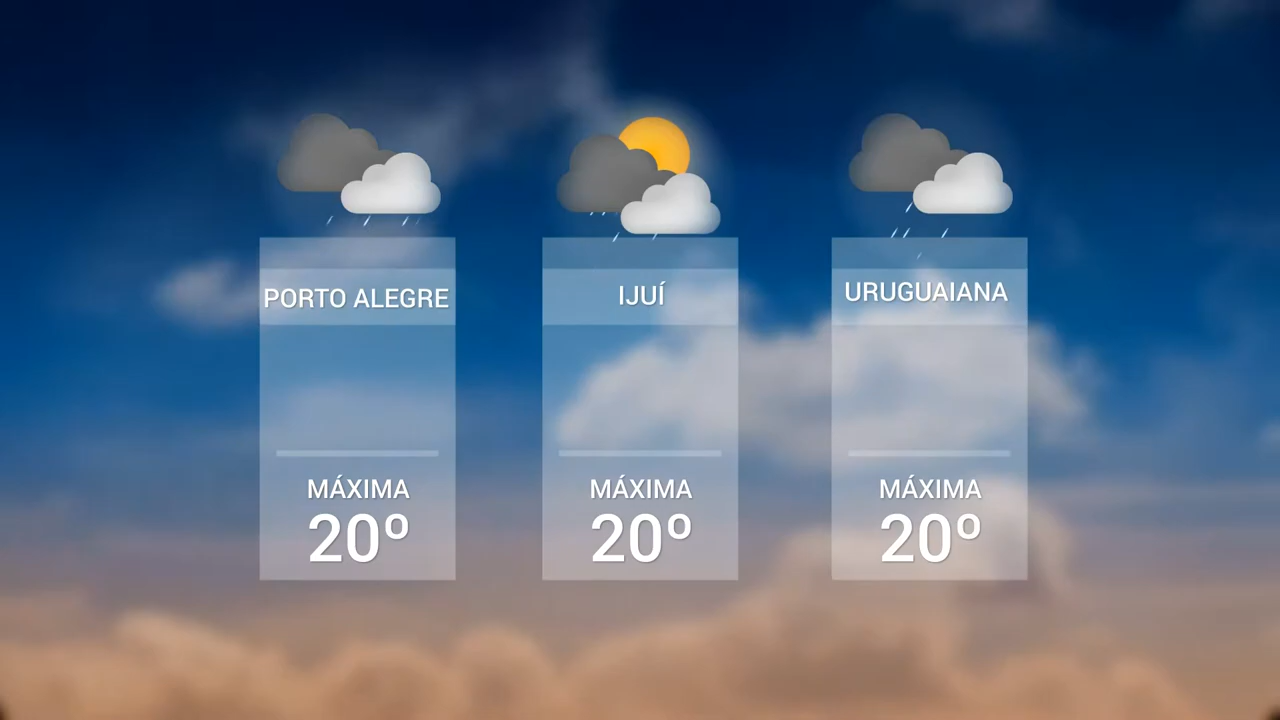 PORTO ALEGRE
MÁXIMA
20º
IJUÍ
MÁXIMA
20º
URUGUAIANA
MÁXIMA
20º